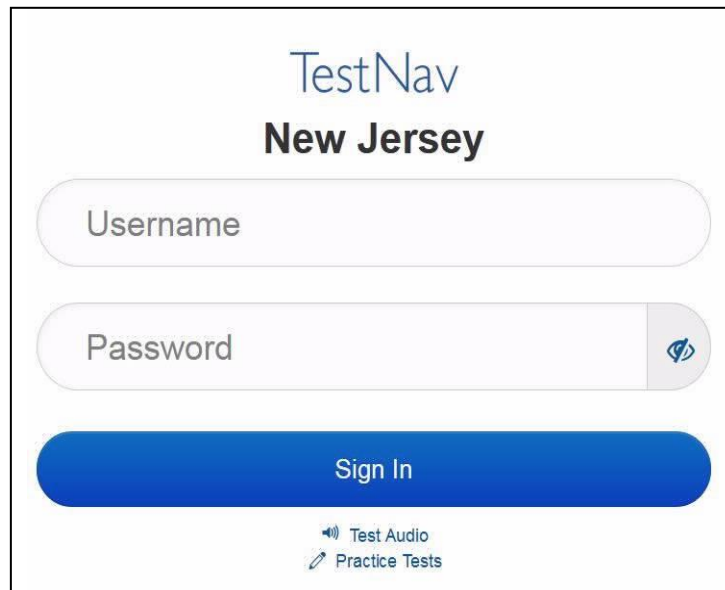 TestNav
New Jersey
Username
Password
Sign In
Test Audio
Practice Tests